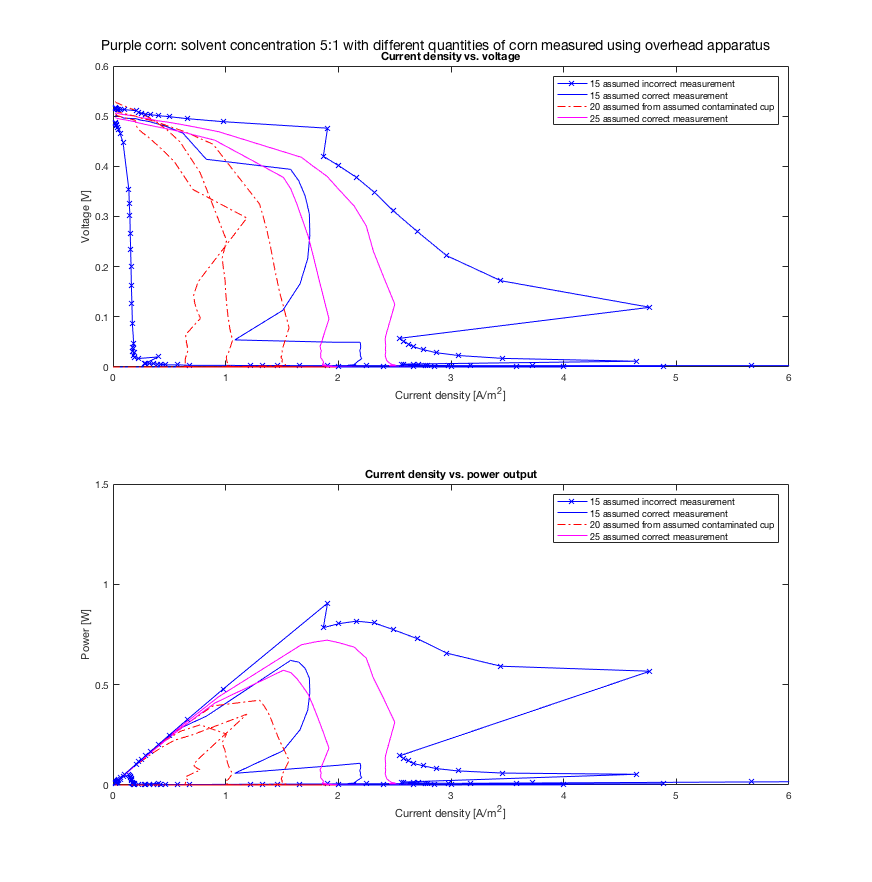 Purple corn: solvent concentration 5:1 with different quantities of corn measured using overhead apparatus
Current density vs. voltage
15 assumed incorrect measurement
15 assumed correct measurement
20 assumed from assumed contaminated cup
25 assumed correct measurement
Voltage [V]
0.6
0.5
0.4
0.3
0.2
0.1
0
0 1 2 3 4 5 6
Current density [A/m²]
Current density vs. power output
15 assumed incorrect measurement
15 assumed correct measurement
20 assumed from assumed contaminated cup
25 assumed correct measurement
Power [W]
1.5
1
0.5
0
0 1 2 3 4 5 6
Current density [A/m²]